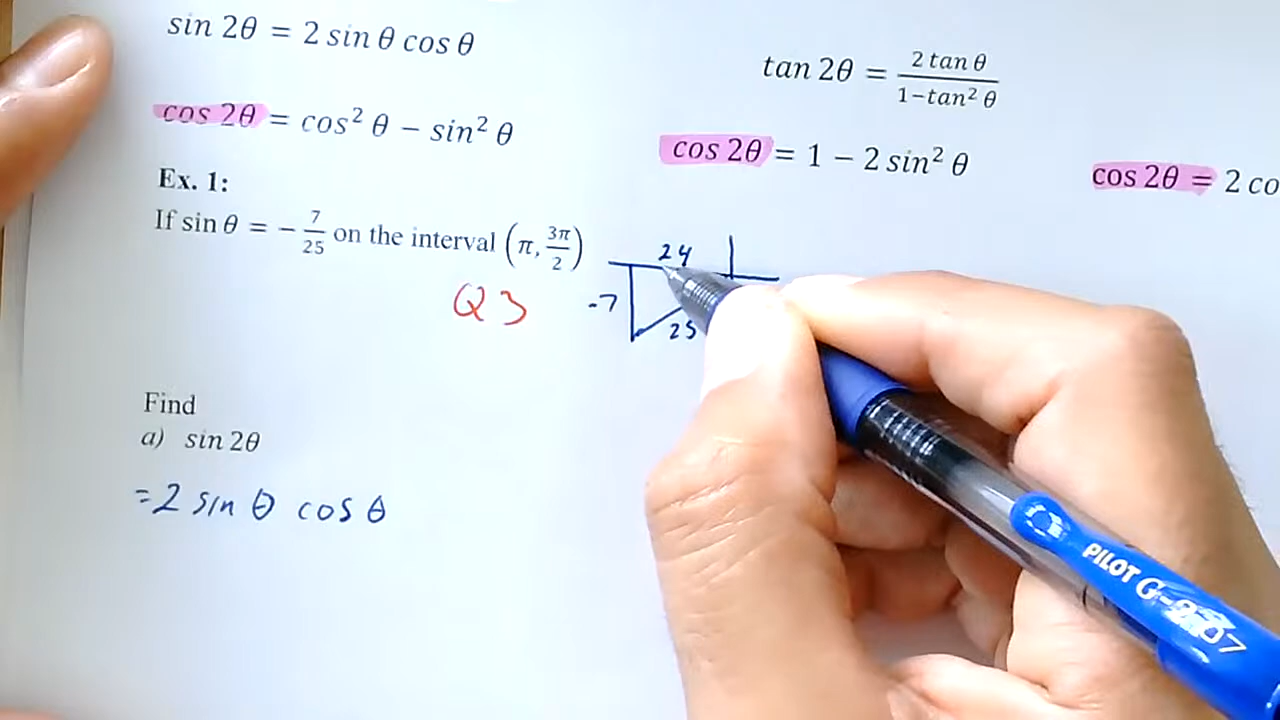 sin 2θ = 2 sin θ cos θ
tan 2θ = 2 tan θ / 1−tan² θ
cos 2θ = cos² θ − sin² θ
cos 2θ = 1 − 2 sin² θ
cos 2θ = 2 co
Ex. 1:
If sin θ = − 7/25 on the interval (π, 3π/2)
24
-7
25
Q3
Find
a) sin 2θ
=2 sin θ cos θ
PILOT G-2 07